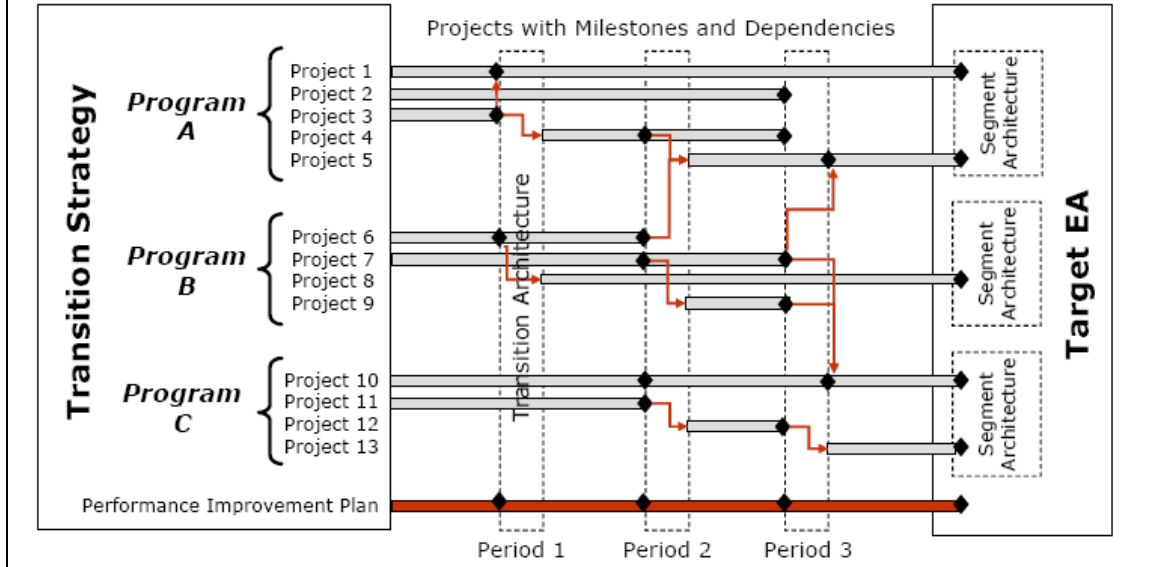 Projects with Milestones and Dependencies
Transition Strategy
Program
A
Project 1
Project 2
Project 3
Project 4
Project 5
Program
B
Project 6
Project 7
Project 8
Project 9
Program
C
Project 10
Project 11
Project 12
Project 13
Performance Improvement Plan
Transition Architecture
Period 1
Period 2
Period 3
Segment
Architecture
Segment
Architecture
Segment
Architecture
Target EA